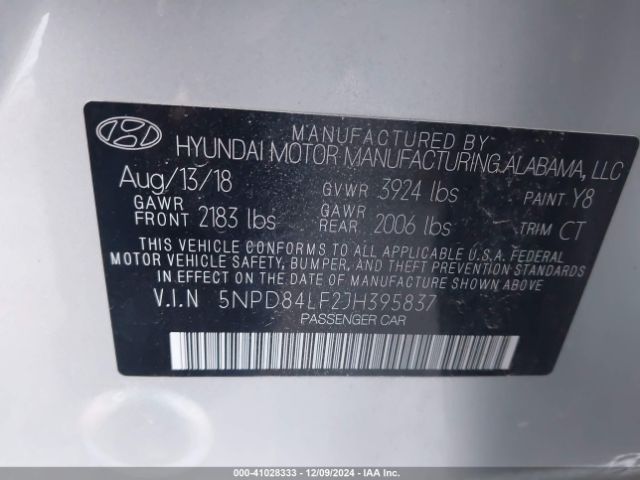 MANUFACTURED BY
HYUNDAI MOTOR MANUFACTURING ALABAMA, LLC
Aug/13/18 GVWR 3924 lbs PAINT Y8
GAWR FRONT 2183 lbs GAWR REAR 2006 lbs TRIM CT
THIS VEHICLE CONFORMS TO ALL APPLICABLE U.S.A. FEDERAL
MOTOR VEHICLE SAFETY, BUMPER, AND THEFT PREVENTION STANDARDS
IN EFFECT ON THE DATE OF MANUFACTURE SHOWN ABOVE
V.I.N 5NPD84LF2JH395837
PASSENGER CAR
000-41028333 - 12/09/2024 - IAA Inc.